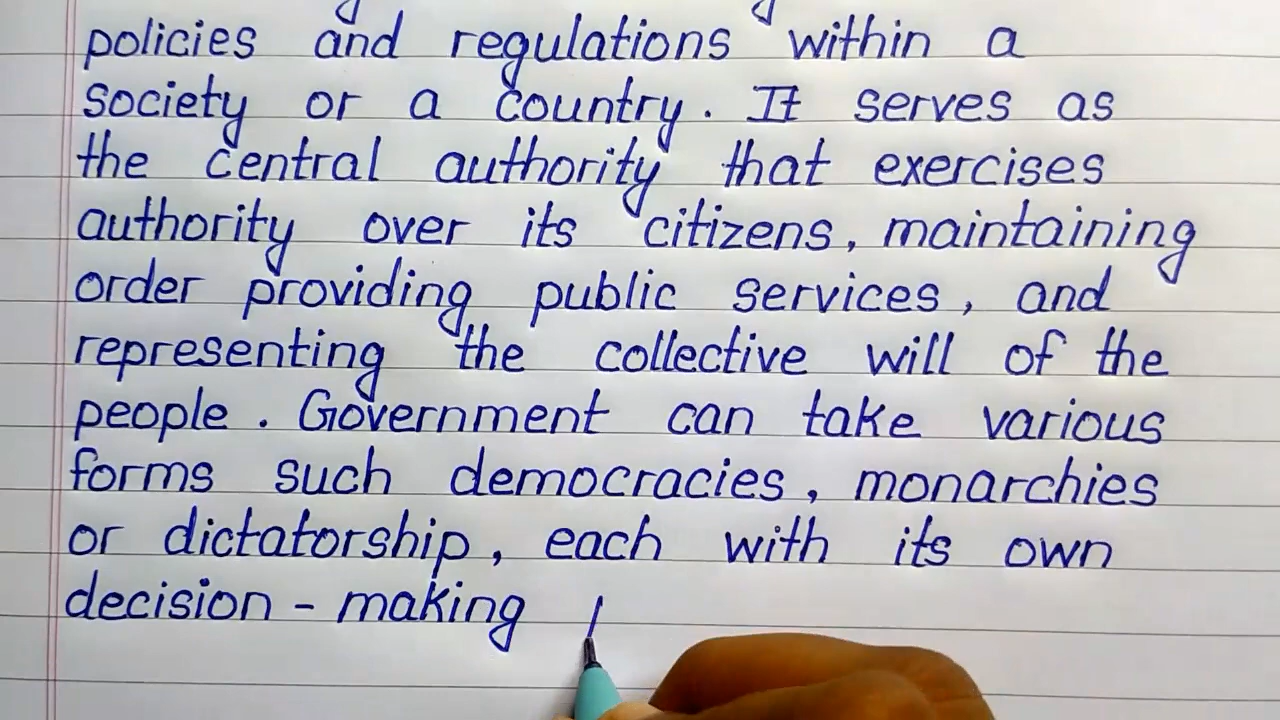 policies and regulations within a
society or a country. It serves as
the central authority that exercises
authority over its citizens, maintaining
order providing public services, and
representing the collective will of the
people. Government can take various
forms such democracies, monarchies
or dictatorship, each with its own
decision - making